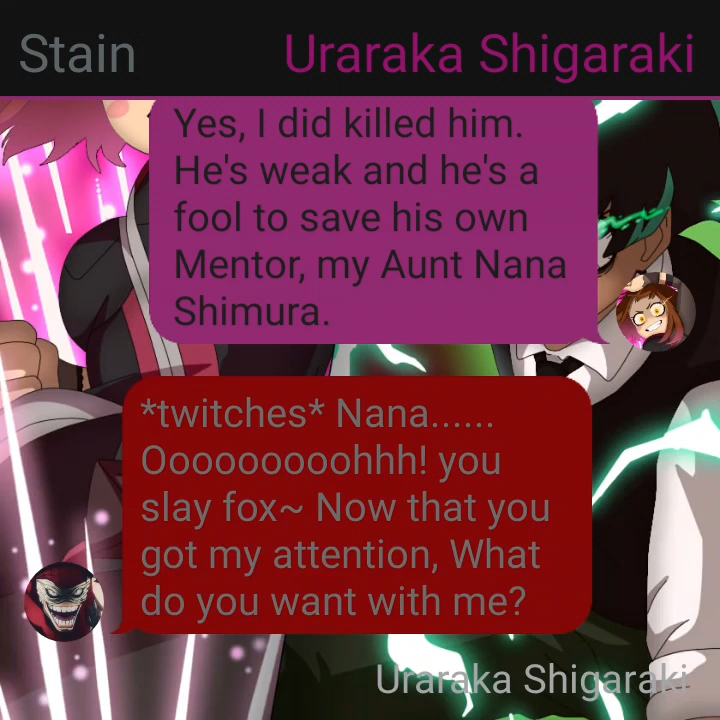 Stain Uraraka Shigaraki
Yes, I did killed him.
He's weak and he's a
fool to save his own
Mentor, my Aunt Nana
Shimura.
*twitches* Nana......
Ooooooooohhh! you
slay fox~ Now that you
got my attention, What
do you want with me?
Uraraka Shigaraki